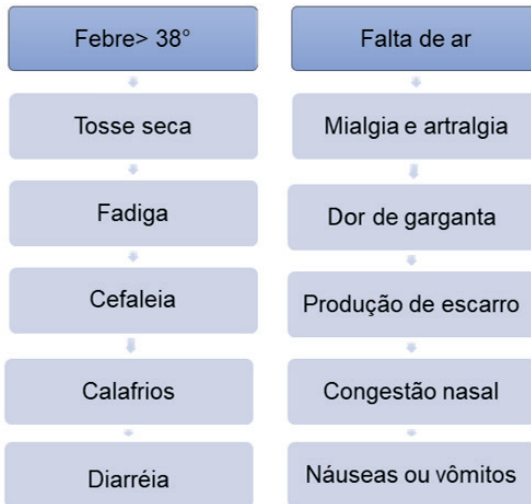 Febre> 38°
Tosse seca
Fadiga
Cefaleia
Calafrios
Diarréia
Falta de ar
Mialgia e artralgia
Dor de garganta
Produção de escarro
Congestão nasal
Náuseas ou vômitos